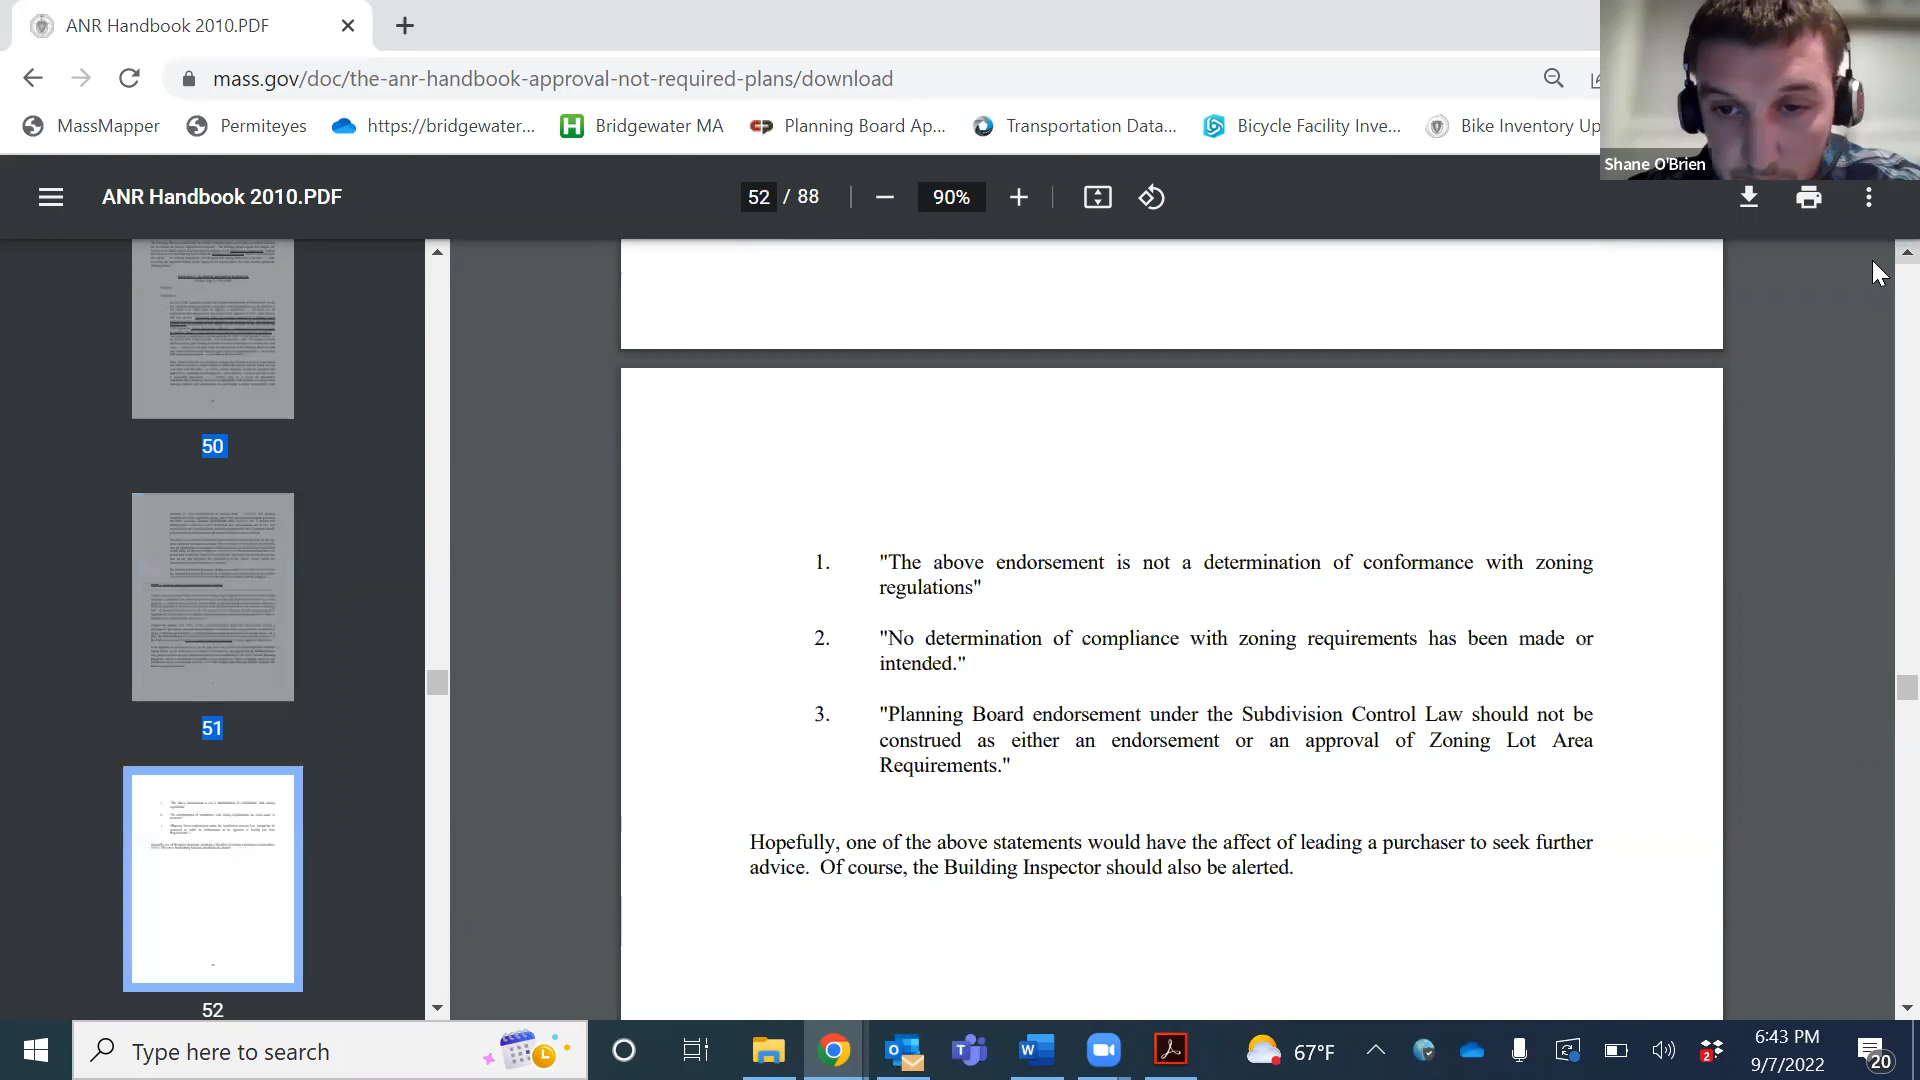 ANR Handbook 2010.PDF
mass.gov/doc/the-anr-handbook-approval-not-required-plans/download
MassMapper
Permiteyes
https://bridgewater...
Bridgewater MA
Planning Board Ap...
Transportation Data...
Bicycle Facility Inve...
Bike Inventory Up
Shane O'Brien
ANR Handbook 2010.PDF
52 / 88
90%
50
51
52
1. "The above endorsement is not a determination of conformance with zoning
regulations"
2. "No determination of compliance with zoning requirements has been made or
intended."
3. "Planning Board endorsement under the Subdivision Control Law should not be
construed as either an endorsement or an approval of Zoning Lot Area
Requirements."
Hopefully, one of the above statements would have the affect of leading a purchaser to seek further
advice. Of course, the Building Inspector should also be alerted.
Type here to search
67°F
2
6:43 PM
9/7/2022
20